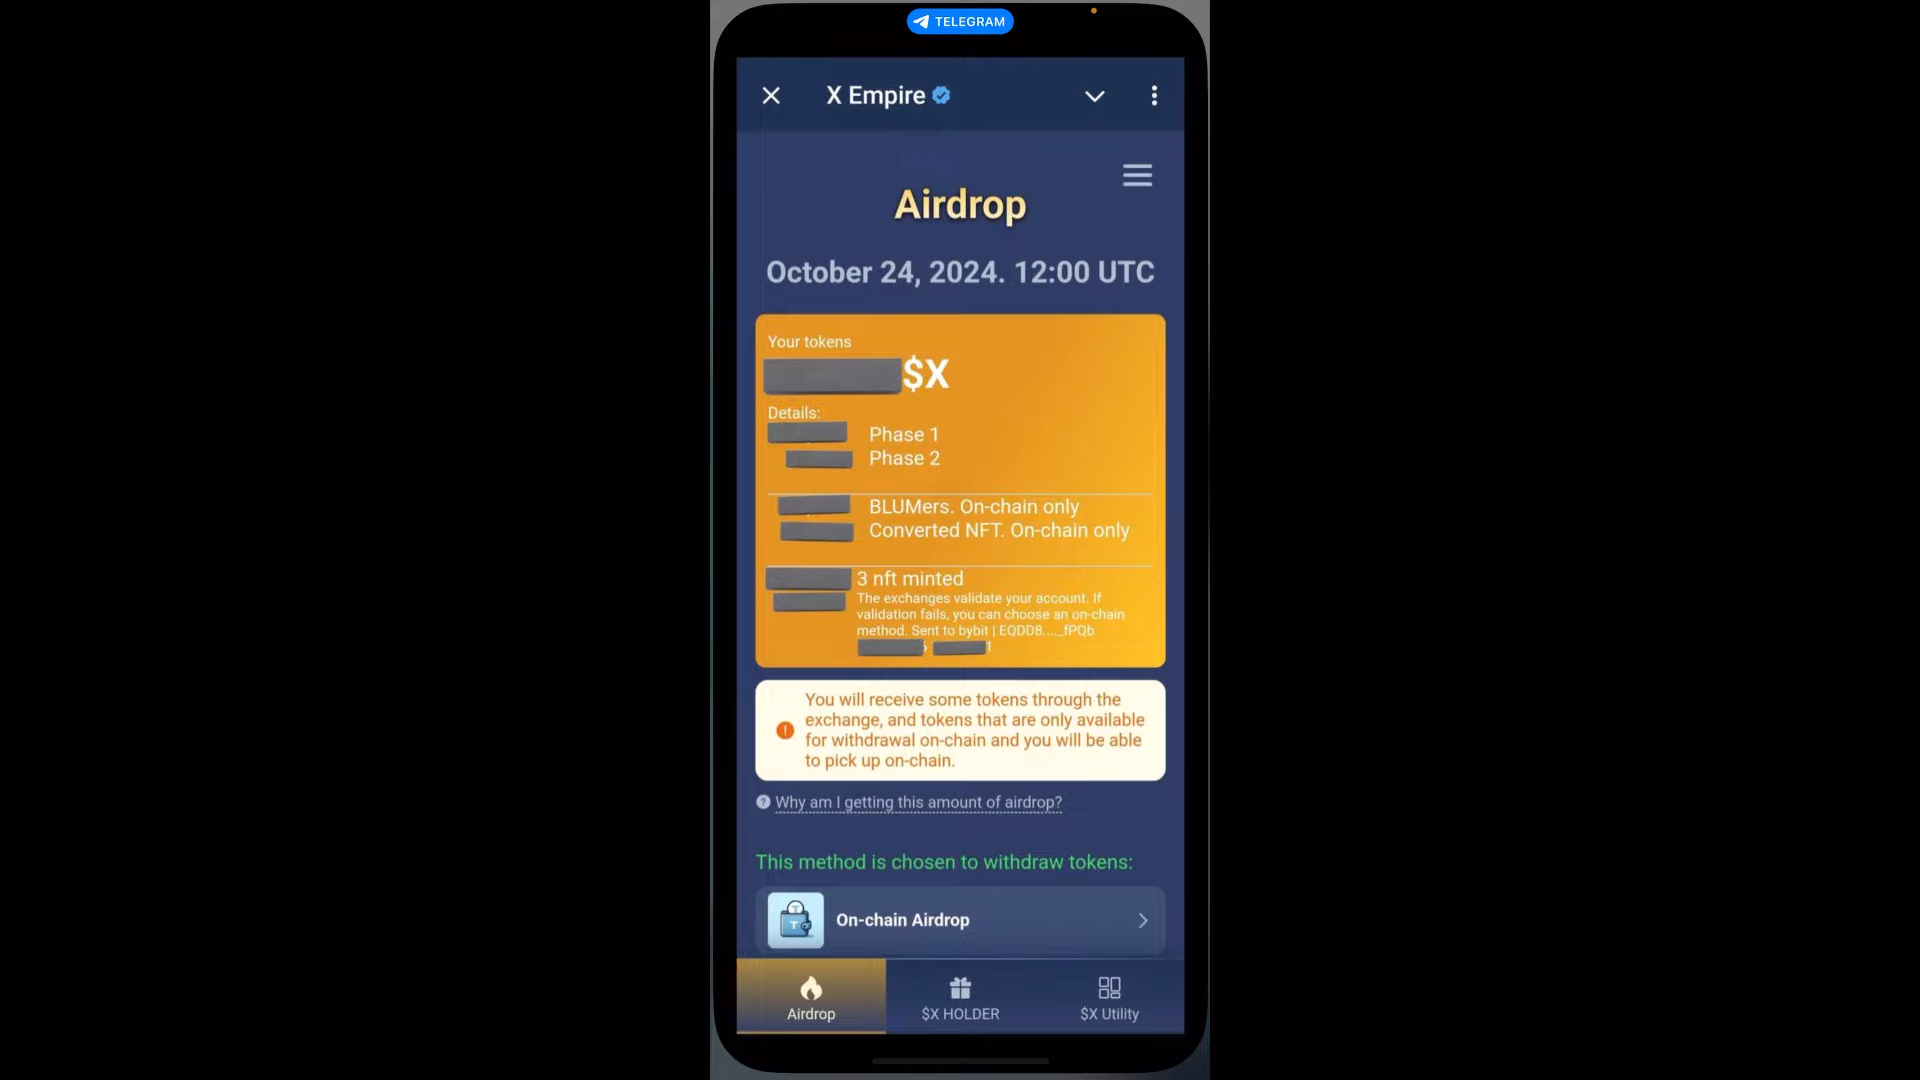 TELEGRAM
X Empire
Airdrop
October 24, 2024. 12:00 UTC
Your tokens
$X
Details:
Phase 1
Phase 2
BLUMers. On-chain only
Converted NFT. On-chain only
3 nft minted
The exchanges validate your account. If
validation fails, you can choose an on-chain
method. Sent to bybit | EQDD8...._fPQb
You will receive some tokens through the
exchange, and tokens that are only available
for withdrawal on-chain and you will be able
to pick up on-chain.
Why am I getting this amount of airdrop?
This method is chosen to withdraw tokens:
On-chain Airdrop
Airdrop
$X HOLDER
$X Utility